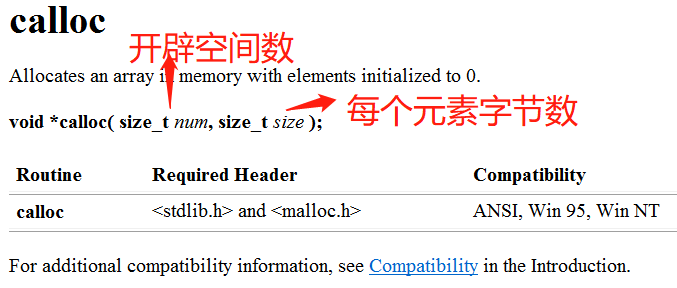 calloc
开辟空间数
Allocates an array in memory with elements initialized to 0.
void *calloc( size_t num, size_t size );
每个元素字节数
Routine Required Header Compatibility
calloc <stdlib.h> and <malloc.h> ANSI, Win 95, Win NT
For additional compatibility information, see Compatibility in the Introduction.